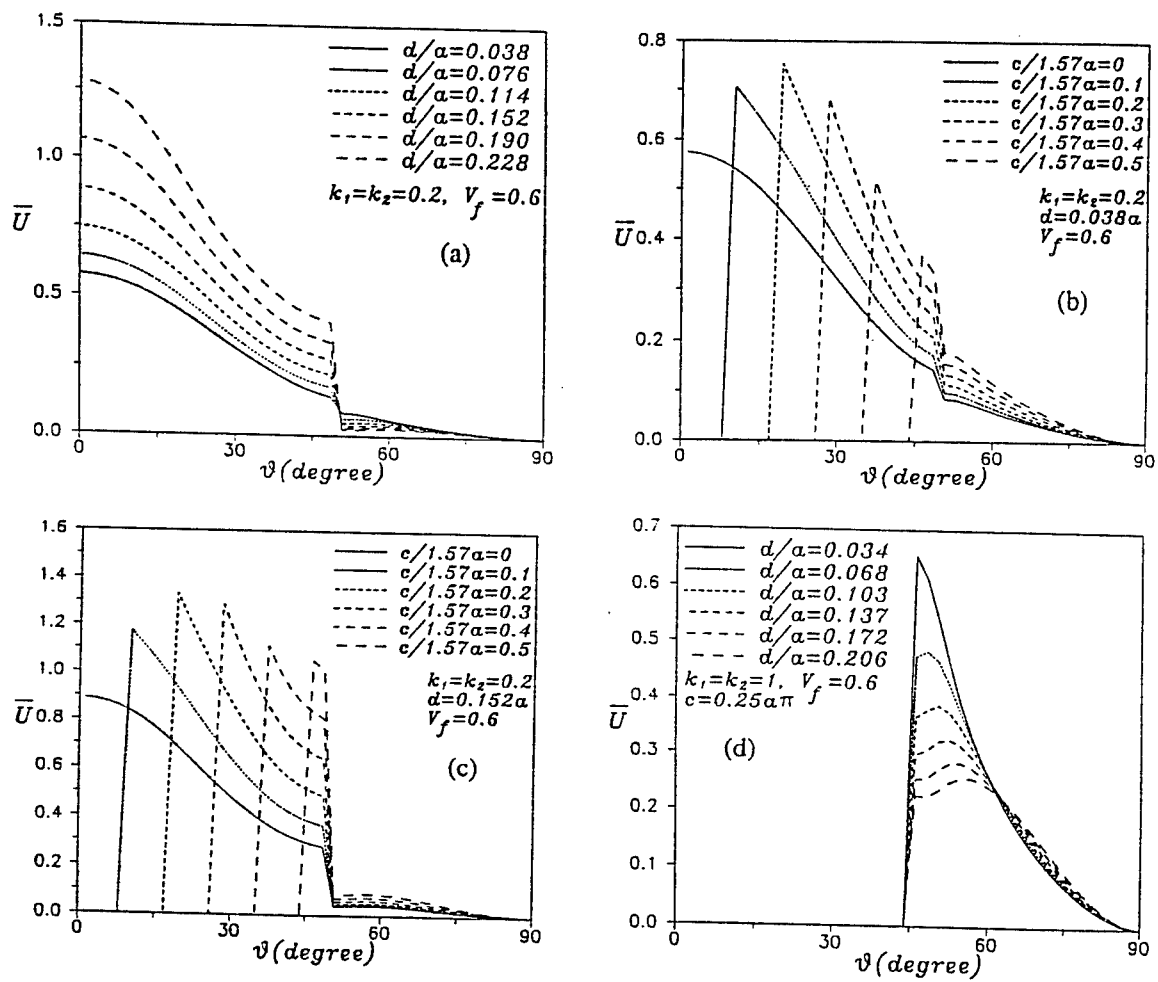 1.5
1.0
0.5
0.0
U̅
d/a=0.038
d/a=0.076
d/a=0.114
d/a=0.152
d/a=0.190
d/a=0.228
k₁=k₂=0.2, V_f=0.6
(a)
30
60
90
ϑ(degree)
0.8
0.6
0.4
0.2
0.0
U̅
c/1.57a=0
c/1.57a=0.1
c/1.57a=0.2
c/1.57a=0.3
c/1.57a=0.4
c/1.57a=0.5
k₁=k₂=0.2
d=0.038a
V_f=0.6
(b)
0
30
60
90
ϑ(degree)
1.6
1.4
1.2
1.0
0.8
0.6
0.4
0.2
0.0
U̅
c/1.57a=0
c/1.57a=0.1
c/1.57a=0.2
c/1.57a=0.3
c/1.57a=0.4
c/1.57a=0.5
k₁=k₂=0.2
d=0.152a
V_f=0.6
(c)
0
30
60
90
ϑ(degree)
0.7
0.6
0.5
0.4
0.3
0.2
0.1
0.0
U̅
d/a=0.034
d/a=0.068
d/a=0.103
d/a=0.137
d/a=0.172
d/a=0.206
k₁=k₂=1, V_f=0.6
c=0.25aπ
(d)
0
30
60
90
ϑ(degree)